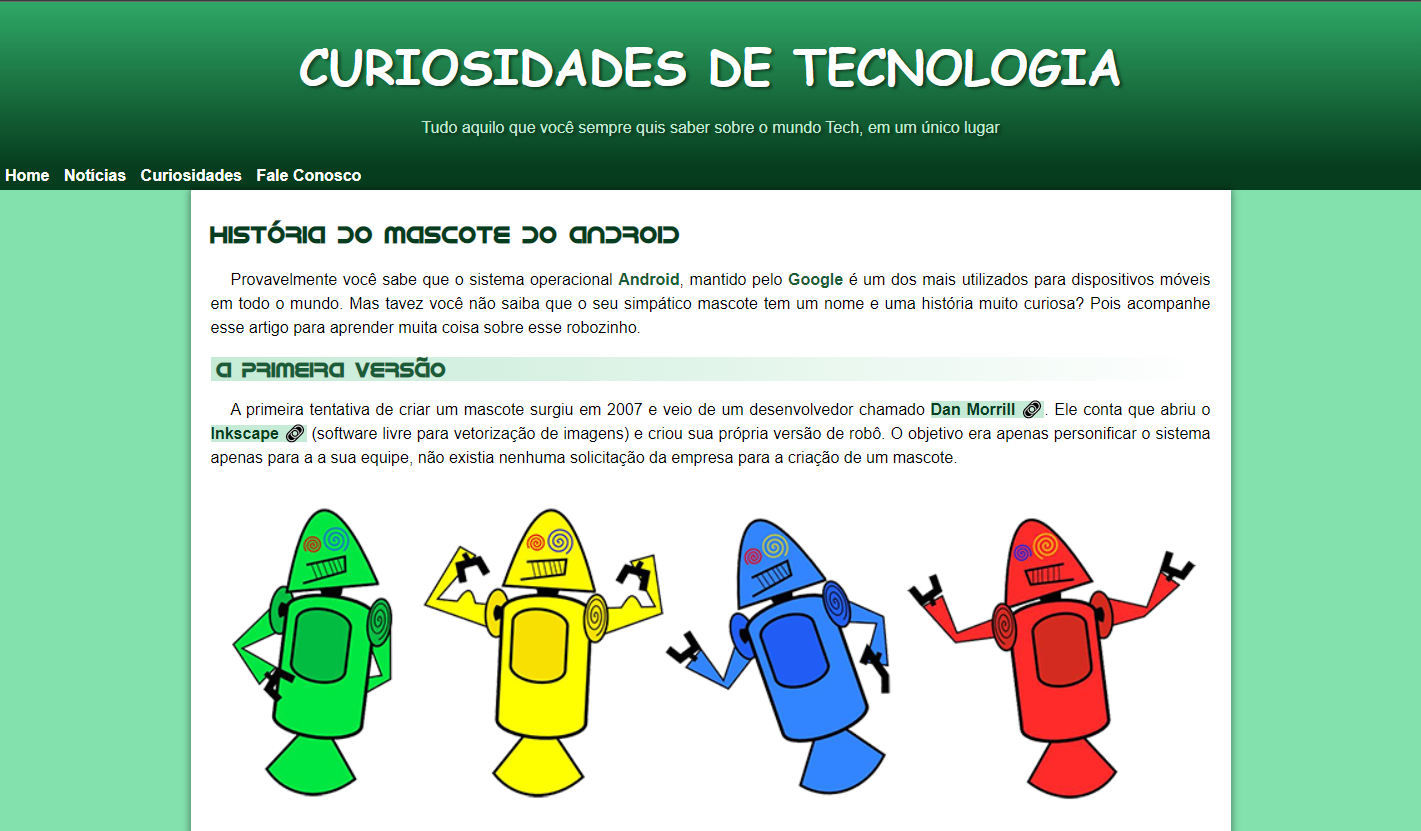 CURIOSIDADES DE TECNOLOGIA
Tudo aquilo que você sempre quis saber sobre o mundo Tech, em um único lugar
Home Notícias Curiosidades Fale Conosco
História do Mascote do Android
Provavelmente você sabe que o sistema operacional Android, mantido pelo Google é um dos mais utilizados para dispositivos móveis
em todo o mundo. Mas tavez você não saiba que o seu simpático mascote tem um nome e uma história muito curiosa? Pois acompanhe
esse artigo para aprender muita coisa sobre esse robozinho.
A primeira versão
A primeira tentativa de criar um mascote surgiu em 2007 e veio de um desenvolvedor chamado Dan Morrill. Ele conta que abriu o
Inkscape (software livre para vetorização de imagens) e criou sua própria versão de robô. O objetivo era apenas personificar o sistema
apenas para a a sua equipe, não existia nenhuma solicitação da empresa para a criação de um mascote.